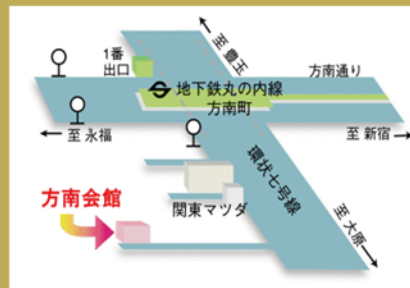 至 豊玉
1番
出口
方南通り
地下鉄丸の内線
方南町
至 永福
至 新宿
環状七号線
関東マツダ
方南会館
至 大原